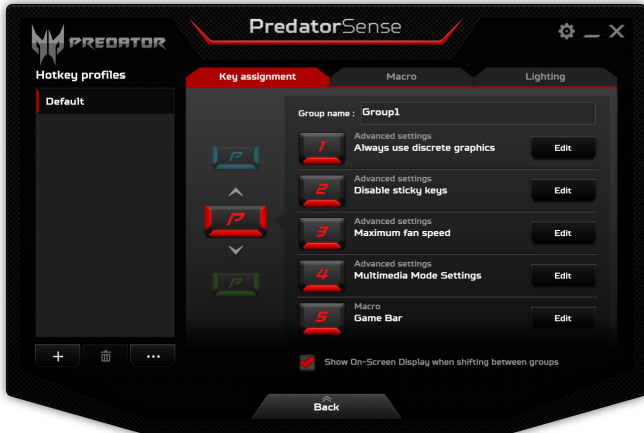 PredatorSense
PREDATOR
Hotkey profiles
Key assignment
Macro
Lighting
Default
Group name : Group1
P
P
P
1
Advanced settings
Always use discrete graphics
Edit
2
Advanced settings
Disable sticky keys
Edit
3
Advanced settings
Maximum fan speed
Edit
4
Advanced settings
Multimedia Mode Settings
Edit
5
Macro
Game Bar
Edit
Show On-Screen Display when shifting between groups
Back